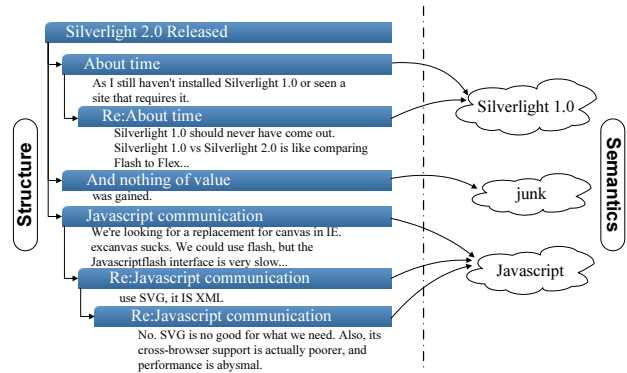 Silverlight 2.0 Released
About time
As I still haven't installed Silverlight 1.0 or seen a
site that requires it.
Re:About time
Silverlight 1.0 should never have come out.
Silverlight 1.0 vs Silverlight 2.0 is like comparing
Flash to Flex...
And nothing of value
was gained.
Javascript communication
We're looking for a replacement for canvas in IE.
excanvas sucks. We could use flash, but the
Javascriptflash interface is very slow...
Re:Javascript communication
use SVG, it IS XML
Re:Javascript communication
No. SVG is no good for what we need. Also, its
cross-browser support is actually poorer, and
performance is abysmal.
Structure
Silverlight 1.0
junk
Javascript
Semantics